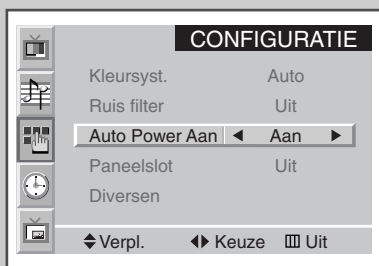 CONFIGURATIE
Kleursyst. Auto
Ruis filter Uit
Auto Power Aan Aan
Paneelslot Uit
Diversen
Verpl. Keuze Uit